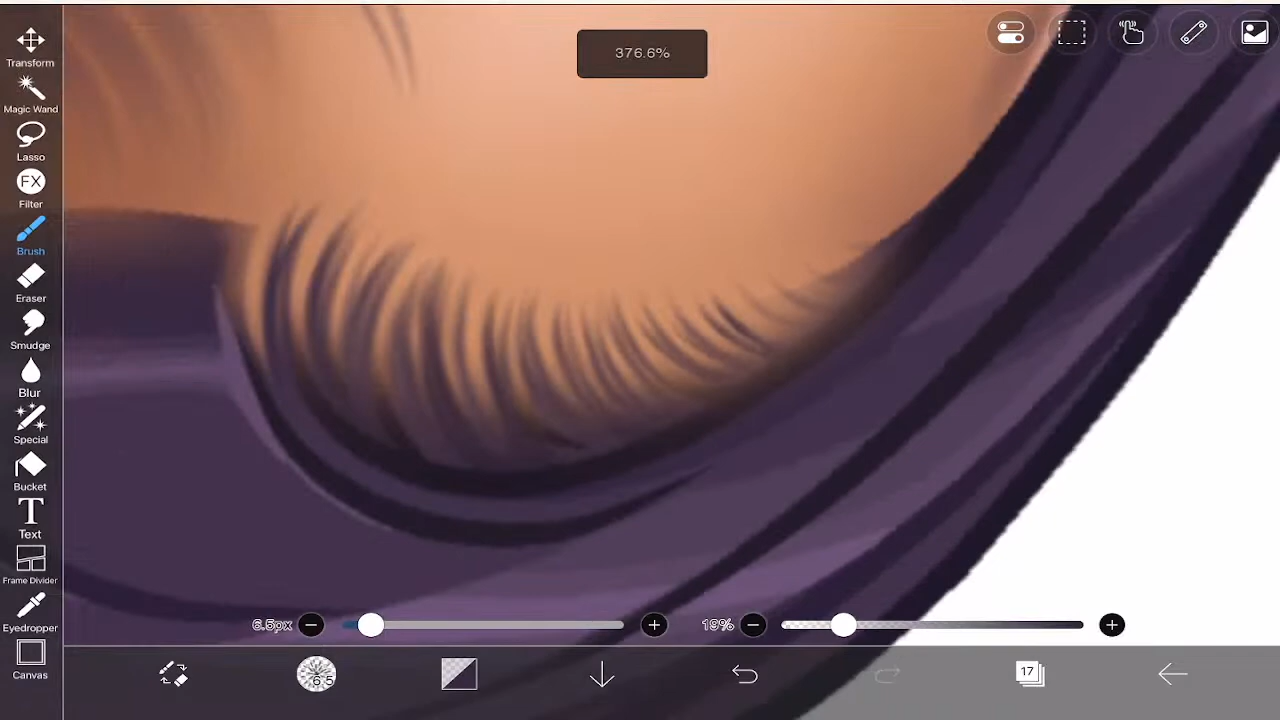 376.6%
Transform
Magic Wand
Lasso
FX
Filter
Brush
Eraser
Smudge
Blur
Special
Bucket
T
Text
Frame Divider
Eyedropper
Canvas
6.5px
19%
6.5
17